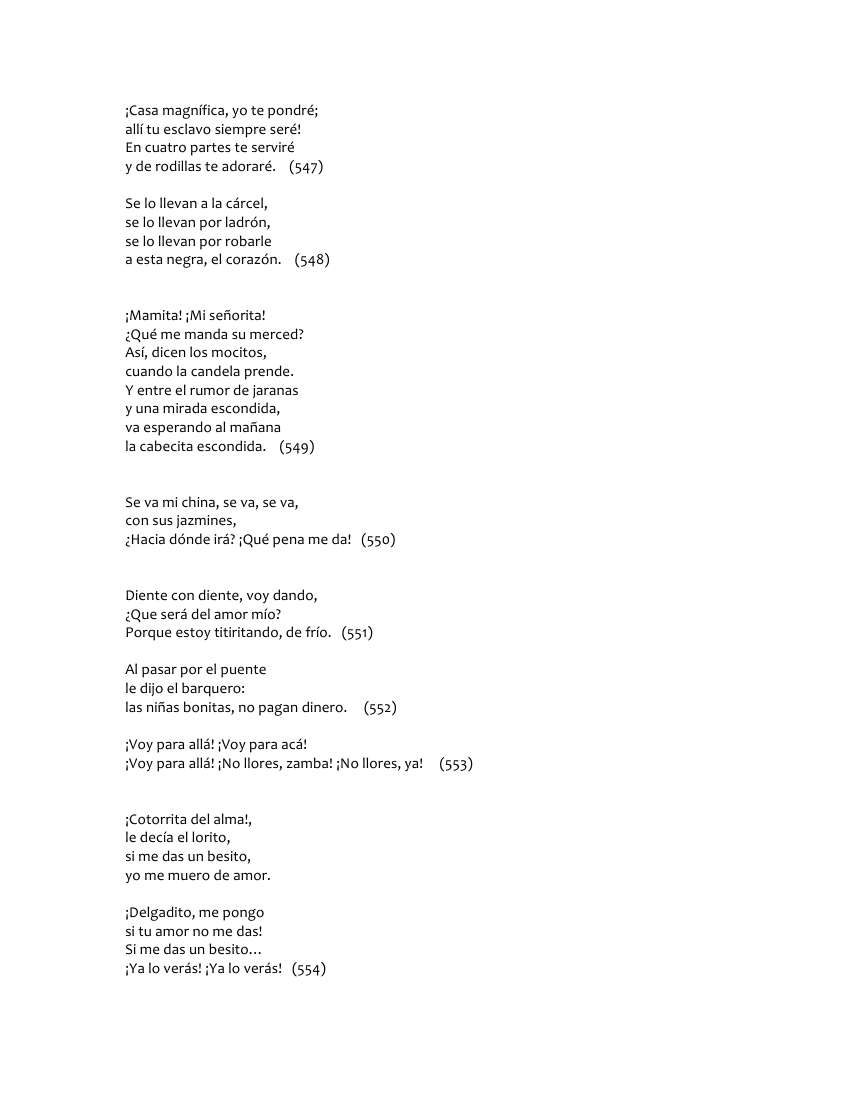 ¡Casa magnífica, yo te pondré;
allí tu esclavo siempre seré!
En cuatro partes te serviré
y de rodillas te adoraré. (547)
Se lo llevan a la cárcel,
se lo llevan por ladrón,
se lo llevan por robarle
a esta negra, el corazón. (548)
¡Mamita! ¡Mi señorita!
¿Qué me manda su merced?
Así, dicen los mocitos,
cuando la candela prende.
Y entre el rumor de jaranas
y una mirada escondida,
va esperando al mañana
la cabecita escondida. (549)
Se va mi china, se va, se va,
con sus jazmines,
¿Hacia dónde irá? ¡Qué pena me da! (550)
Diente con diente, voy dando,
¿Que será del amor mío?
Porque estoy titiritando, de frío. (551)
Al pasar por el puente
le dijo el barquero:
las niñas bonitas, no pagan dinero. (552)
¡Voy para allá! ¡Voy para acá!
¡Voy para allá! ¡No llores, zamba! ¡No llores, ya! (553)
¡Cotorrita del alma!,
le decía el lorito,
si me das un besito,
yo me muero de amor.
¡Delgadito, me pongo
si tu amor no me das!
Si me das un besito…
¡Ya lo verás! ¡Ya lo verás! (554)